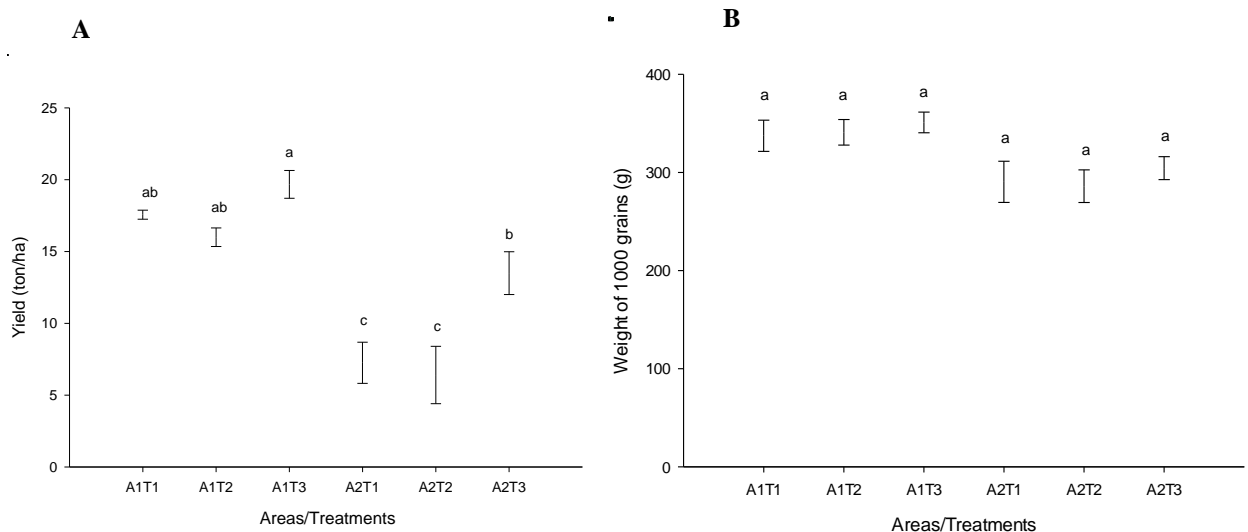 A
Yield (ton/ha)
25
20
15
10
5
0
ab
ab
a
c
c
b
A1T1 A1T2 A1T3 A2T1 A2T2 A2T3
Areas/Treatments
B
Weight of 1000 grains (g)
400
300
200
100
0
a a a a a a
A1T1 A1T2 A1T3 A2T1 A2T2 A2T3
Areas/Treatments